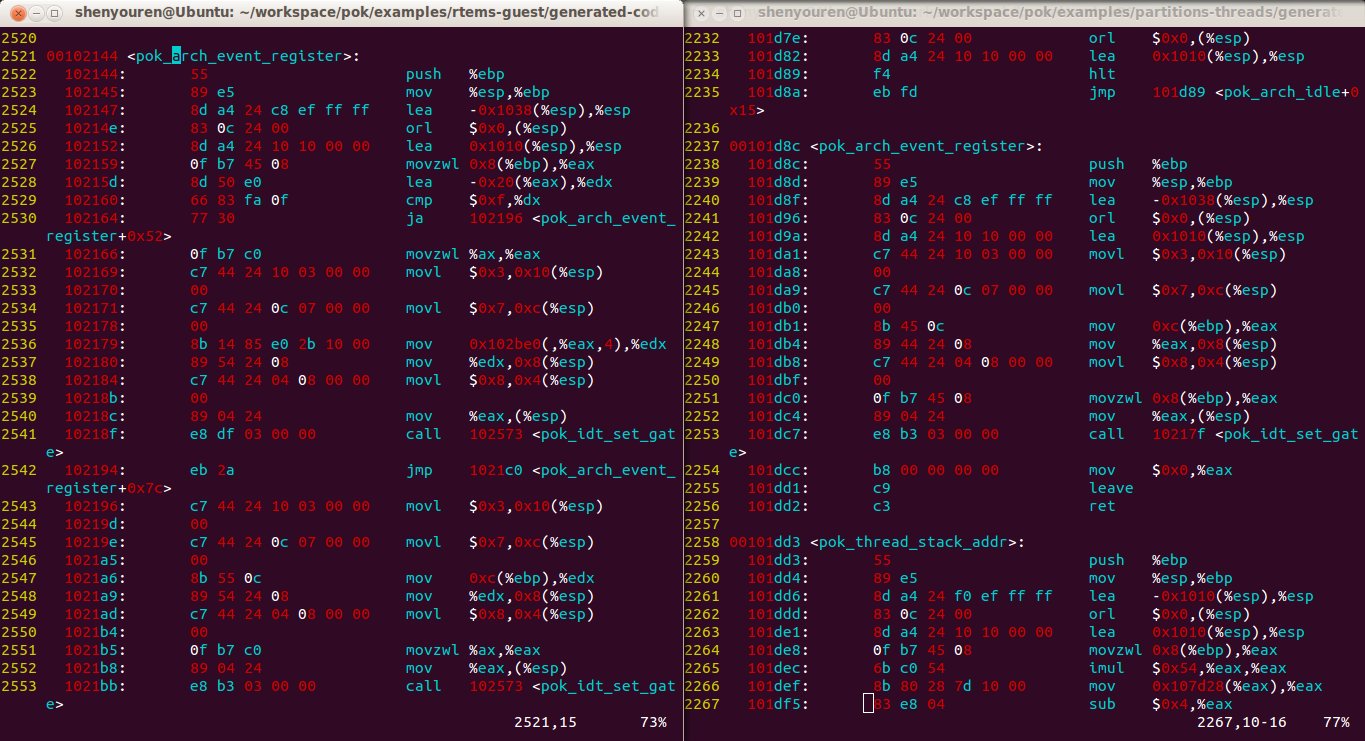 shenyouren@Ubuntu: ~/workspace/pok/examples/rtems-guest/generated-cod
2520
2521 00102144 <pok_arch_event_register>:
2522   102144:       55                      push   %ebp
2523   102145:       89 e5                   mov    %esp,%ebp
2524   102147:       8d a4 24 c8 ef ff ff    lea    -0x1038(%esp),%esp
2525   10214e:       83 0c 24 00             orl    $0x0,(%esp)
2526   102152:       8d a4 24 10 10 00 00    lea    0x1010(%esp),%esp
2527   102159:       0f b7 45 08             movzwl 0x8(%ebp),%eax
2528   10215d:       8d 50 e0                lea    -0x20(%eax),%edx
2529   102160:       66 83 fa 0f             cmp    $0xf,%dx
2530   102164:       77 30                   ja     102196 <pok_arch_event_
register+0x52>
2531   102166:       0f b7 c0                movzwl %ax,%eax
2532   102169:       c7 44 24 10 03 00 00    movl   $0x3,0x10(%esp)
2533   102170:       00
2534   102171:       c7 44 24 0c 07 00 00    movl   $0x7,0xc(%esp)
2535   102178:       00
2536   102179:       8b 14 85 e0 2b 10 00    mov    0x102be0(,%eax,4),%edx
2537   102180:       89 54 24 08             mov    %edx,0x8(%esp)
2538   102184:       c7 44 24 04 08 00 00    movl   $0x8,0x4(%esp)
2539   10218b:       00
2540   10218c:       89 04 24                mov    %eax,(%esp)
2541   10218f:       e8 df 03 00 00          call   102573 <pok_idt_set_gat
e>
2542   102194:       eb 2a                   jmp    1021c0 <pok_arch_event_
register+0x7c>
2543   102196:       c7 44 24 10 03 00 00    movl   $0x3,0x10(%esp)
2544   10219d:       00
2545   10219e:       c7 44 24 0c 07 00 00    movl   $0x7,0xc(%esp)
2546   1021a5:       00
2547   1021a6:       8b 55 0c                mov    0xc(%ebp),%edx
2548   1021a9:       89 54 24 08             mov    %edx,0x8(%esp)
2549   1021ad:       c7 44 24 04 08 00 00    movl   $0x8,0x4(%esp)
2550   1021b4:       00
2551   1021b5:       0f b7 c0                movzwl %ax,%eax
2552   1021b8:       89 04 24                mov    %eax,(%esp)
2553   1021bb:       e8 b3 03 00 00          call   102573 <pok_idt_set_gat
e>
2521,15       73%
shenyouren@Ubuntu: ~/workspace/pok/examples/partitions-threads/generate
2232   101d7e:       83 0c 24 00             orl    $0x0,(%esp)
2233   101d82:       8d a4 24 10 10 00 00    lea    0x1010(%esp),%esp
2234   101d89:       f4                      hlt
2235   101d8a:       eb fd                   jmp    101d89 <pok_arch_idle+0
x15>
2236
2237 00101d8c <pok_arch_event_register>:
2238   101d8c:       55                      push   %ebp
2239   101d8d:       89 e5                   mov    %esp,%ebp
2240   101d8f:       8d a4 24 c8 ef ff ff    lea    -0x1038(%esp),%esp
2241   101d96:       83 0c 24 00             orl    $0x0,(%esp)
2242   101d9a:       8d a4 24 10 10 00 00    lea    0x1010(%esp),%esp
2243   101da1:       c7 44 24 10 03 00 00    movl   $0x3,0x10(%esp)
2244   101da8:       00
2245   101da9:       c7 44 24 0c 07 00 00    movl   $0x7,0xc(%esp)
2246   101db0:       00
2247   101db1:       8b 45 0c                mov    0xc(%ebp),%eax
2248   101db4:       89 44 24 08             mov    %eax,0x8(%esp)
2249   101db8:       c7 44 24 04 08 00 00    movl   $0x8,0x4(%esp)
2250   101dbf:       00
2251   101dc0:       0f b7 45 08             movzwl 0x8(%ebp),%eax
2252   101dc4:       89 04 24                mov    %eax,(%esp)
2253   101dc7:       e8 b3 03 00 00          call   10217f <pok_idt_set_gat
e>
2254   101dcc:       b8 00 00 00 00          mov    $0x0,%eax
2255   101dd1:       c9                      leave
2256   101dd2:       c3                      ret
2257
2258 00101dd3 <pok_thread_stack_addr>:
2259   101dd3:       55                      push   %ebp
2260   101dd4:       89 e5                   mov    %esp,%ebp
2261   101dd6:       8d a4 24 f0 ef ff ff    lea    -0x1010(%esp),%esp
2262   101ddd:       83 0c 24 00             orl    $0x0,(%esp)
2263   101de1:       8d a4 24 10 10 00 00    lea    0x1010(%esp),%esp
2264   101de8:       0f b7 45 08             movzwl 0x8(%ebp),%eax
2265   101dec:       6b c0 54                imul   $0x54,%eax,%eax
2266   101def:       8b 80 28 7d 10 00       mov    0x107d28(%eax),%eax
2267   101df5:       83 e8 04                sub    $0x4,%eax
2267,10-16    77%